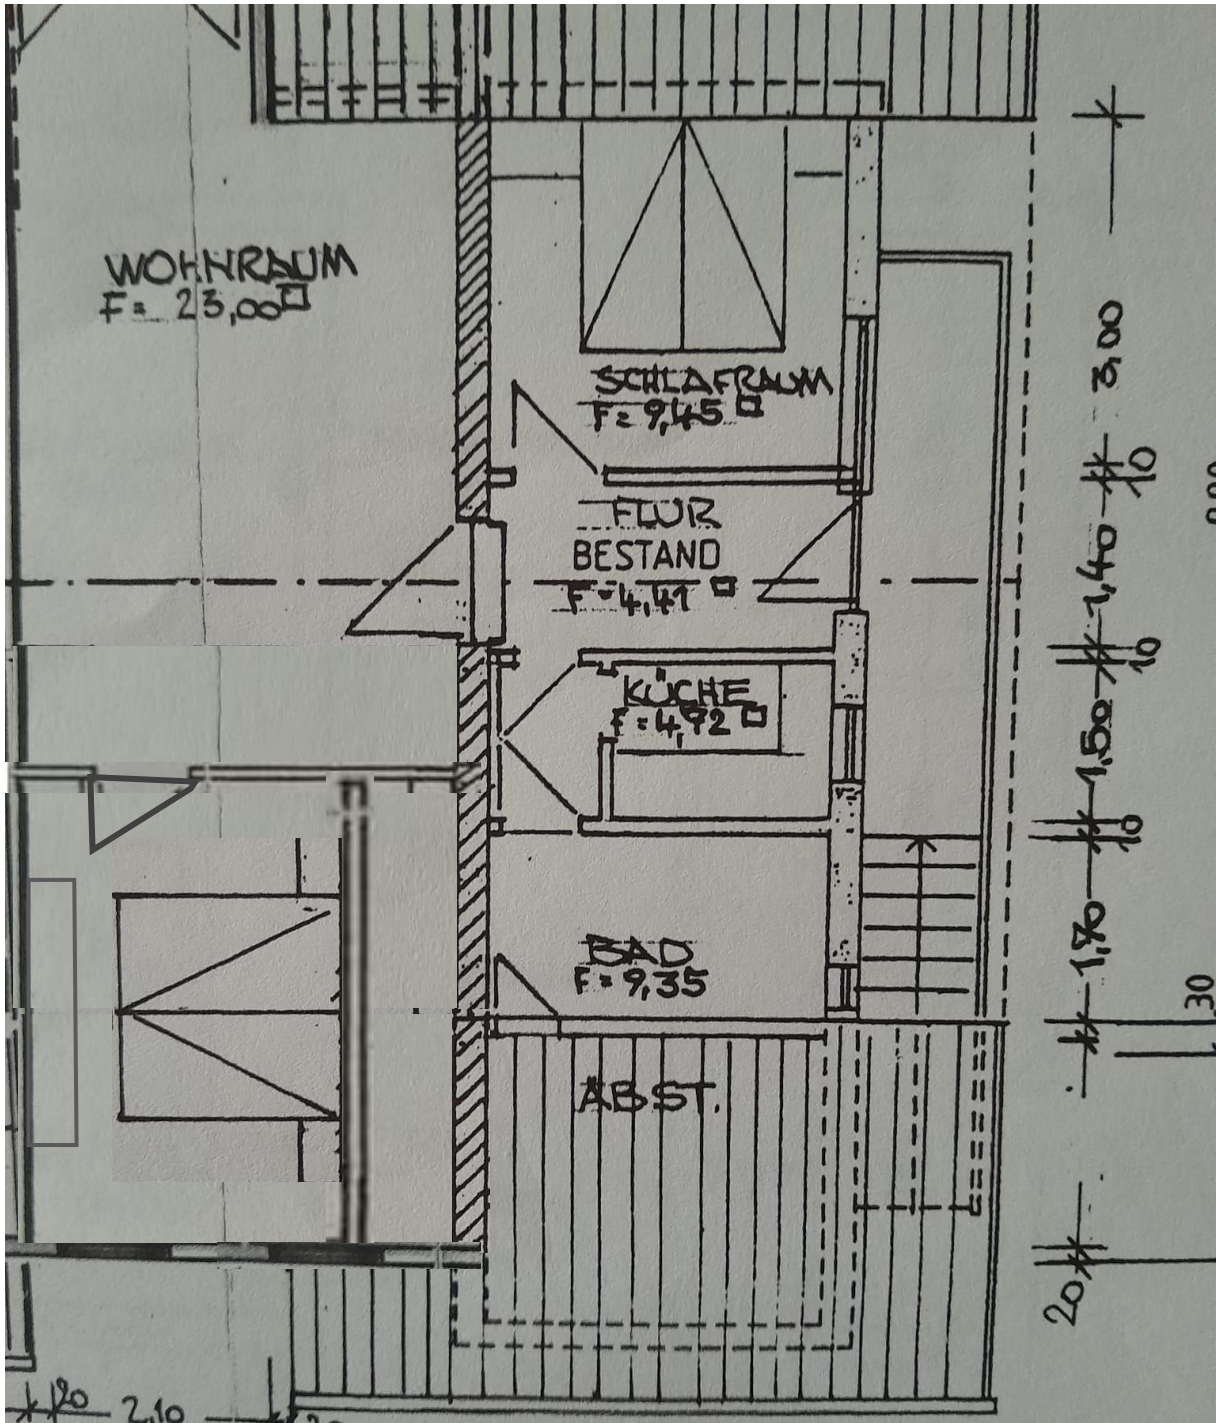 WOHNRAUM
F= 23,00
SCHLAFRAUM
F= 9,45
FLUR
BESTAND
F=4,41
KÜCHE
F=4,92
BAD
F= 9,35
ABST.
3,00
10
1,40
10
1,50
10
1,70
30
20
20
2,10